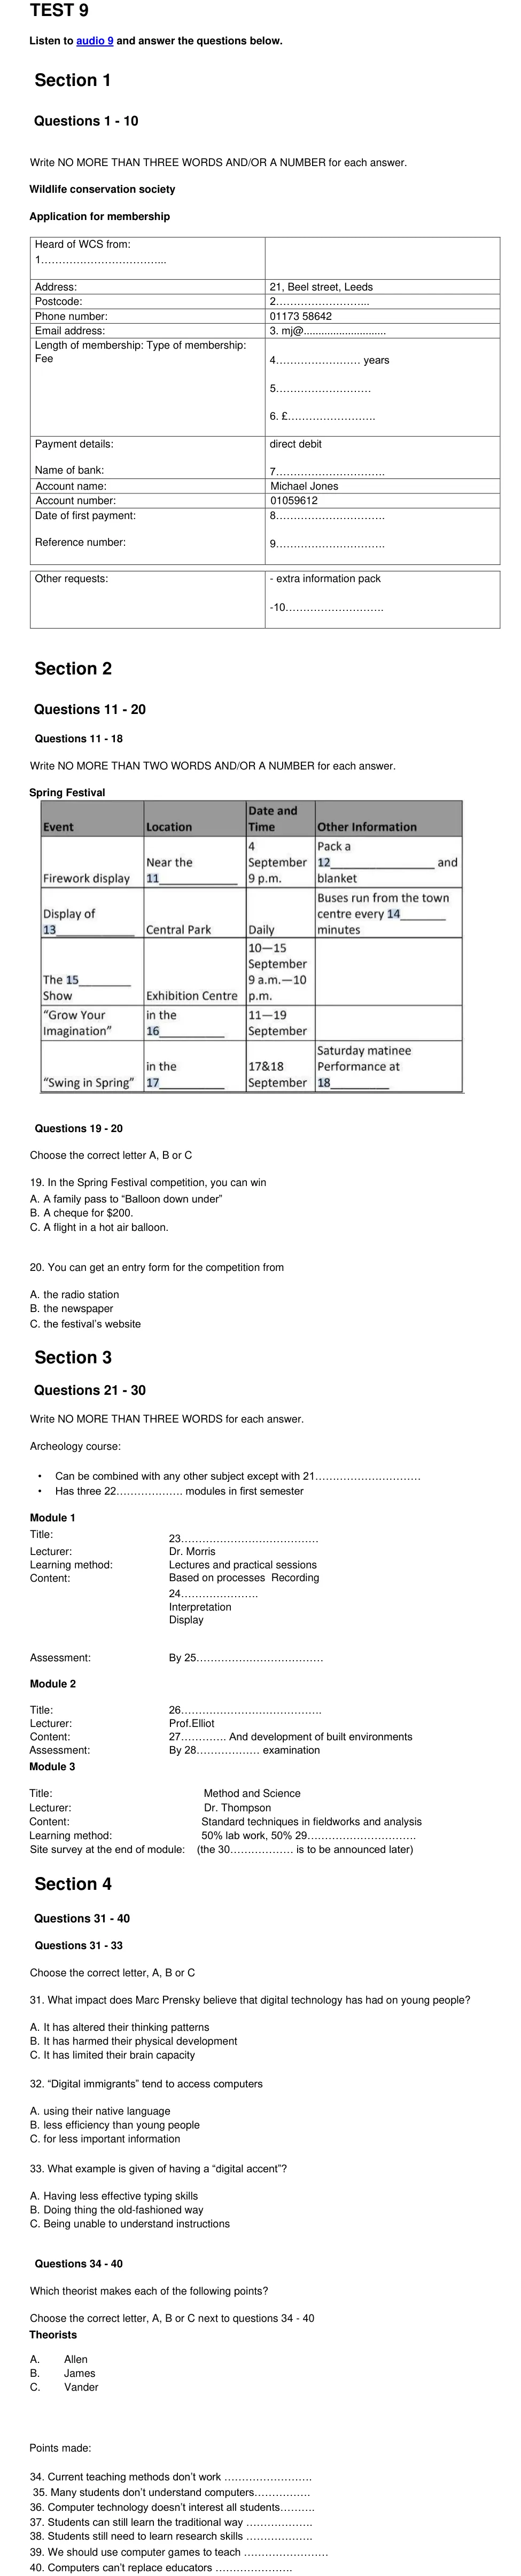 TEST 9
Listen to audio 9 and answer the questions below.
Section 1
Questions 1 - 10
Write NO MORE THAN THREE WORDS AND/OR A NUMBER for each answer.
Wildlife conservation society
Application for membership
Heard of WCS from:
1……………………………...
Address: 21, Beel street, Leeds
Postcode: 2……………………...
Phone number: 01173 58642
Email address: 3. mj@............................
Length of membership: Type of membership:
Fee
4…………………… years
5………………………
6. £…………………….
Payment details: direct debit
Name of bank: 7………………………….
Account name: Michael Jones
Account number: 01059612
Date of first payment: 8………………………….
Reference number: 9………………………….
Other requests: - extra information pack
-10……………………….
Section 2
Questions 11 - 20
Questions 11 - 18
Write NO MORE THAN TWO WORDS AND/OR A NUMBER for each answer.
Spring Festival
Event Location Date and Time Other Information
Firework display Near the 11____________ 4 September 9 p.m. Pack a 12_________________ and blanket
Display of 13____________ Central Park Daily Buses run from the town centre every 14_______ minutes
The 15________ Show Exhibition Centre 10—15 September 9 a.m.—10 p.m.
“Grow Your Imagination” in the 16__________ 11—19 September
“Swing in Spring” in the 17__________ 17&18 September Saturday matinee Performance at 18_________
Questions 19 - 20
Choose the correct letter A, B or C
19. In the Spring Festival competition, you can win
A. A family pass to “Balloon down under”
B. A cheque for $200.
C. A flight in a hot air balloon.
20. You can get an entry form for the competition from
A. the radio station
B. the newspaper
C. the festival’s website
Section 3
Questions 21 - 30
Write NO MORE THAN THREE WORDS for each answer.
Archeology course:
• Can be combined with any other subject except with 21…………………………
• Has three 22………………. modules in first semester
Module 1
Title: 23…………………………………
Lecturer: Dr. Morris
Learning method: Lectures and practical sessions
Content: Based on processes Recording
24………………….
Interpretation
Display
Assessment: By 25………………………………
Module 2
Title: 26………………………………….
Lecturer: Prof.Elliot
Content: 27…………. And development of built environments
Assessment: By 28……………… examination
Module 3
Title: Method and Science
Lecturer: Dr. Thompson
Content: Standard techniques in fieldworks and analysis
Learning method: 50% lab work, 50% 29………………………….
Site survey at the end of module: (the 30……………… is to be announced later)
Section 4
Questions 31 - 40
Questions 31 - 33
Choose the correct letter, A, B or C
31. What impact does Marc Prensky believe that digital technology has had on young people?
A. It has altered their thinking patterns
B. It has harmed their physical development
C. It has limited their brain capacity
32. “Digital immigrants” tend to access computers
A. using their native language
B. less efficiency than young people
C. for less important information
33. What example is given of having a “digital accent”?
A. Having less effective typing skills
B. Doing thing the old-fashioned way
C. Being unable to understand instructions
Questions 34 - 40
Which theorist makes each of the following points?
Choose the correct letter, A, B or C next to questions 34 - 40
Theorists
A. Allen
B. James
C. Vander
Points made:
34. Current teaching methods don’t work …………………….
35. Many students don’t understand computers…………….
36. Computer technology doesn’t interest all students……….
37. Students can still learn the traditional way ……………….
38. Students still need to learn research skills ……………….
39. We should use computer games to teach ……………………
40. Computers can’t replace educators ………………….